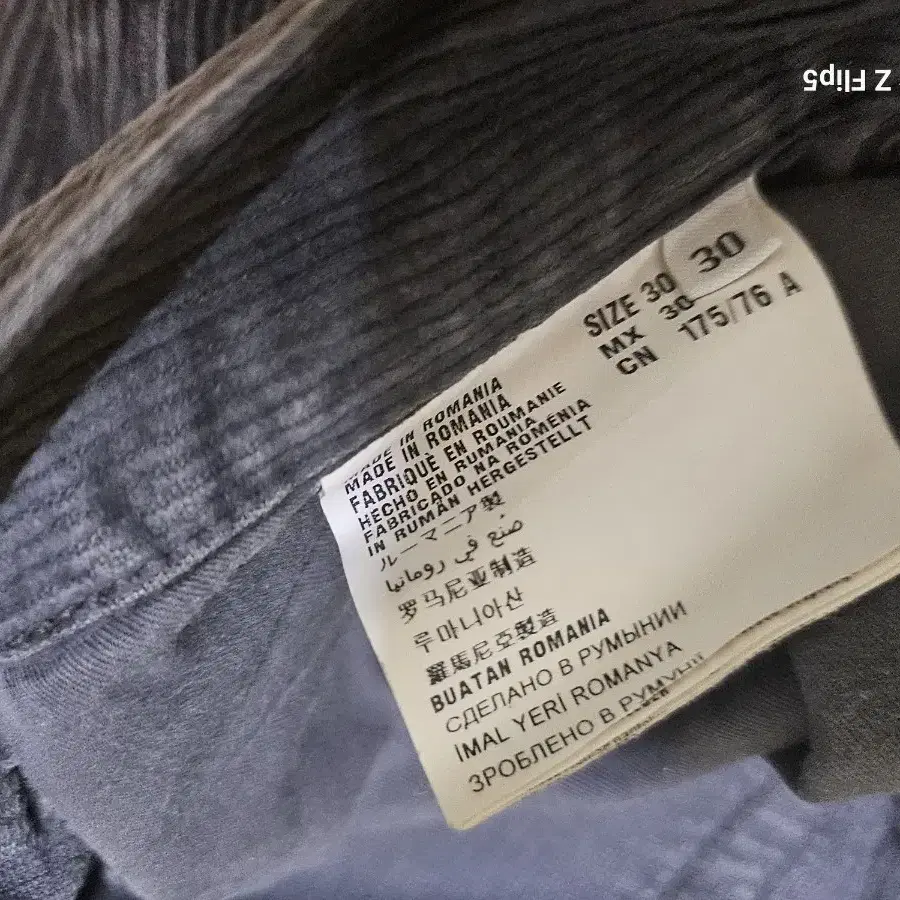 Z Flip5
30
SIZE 30
MX 30
CN 175/76 A
MADE IN ROMANIA
MADE IN ROMANIA
FABRIQUÉ EN ROUMANIE
HECHO EN RUMANIA
FABRICADO NA ROMÉNIA
IN RUMÄN HERGESTELLT
ルーマニア製
صنع في رومانيا
罗马尼亚制造
루마니아산
羅馬尼亞製造
BUATAN ROMANIA
СДЕЛАНО В РУМЫНИИ
İMAL YERİ ROMANYA
ЗРОБЛЕНО В РУМУНІЇ